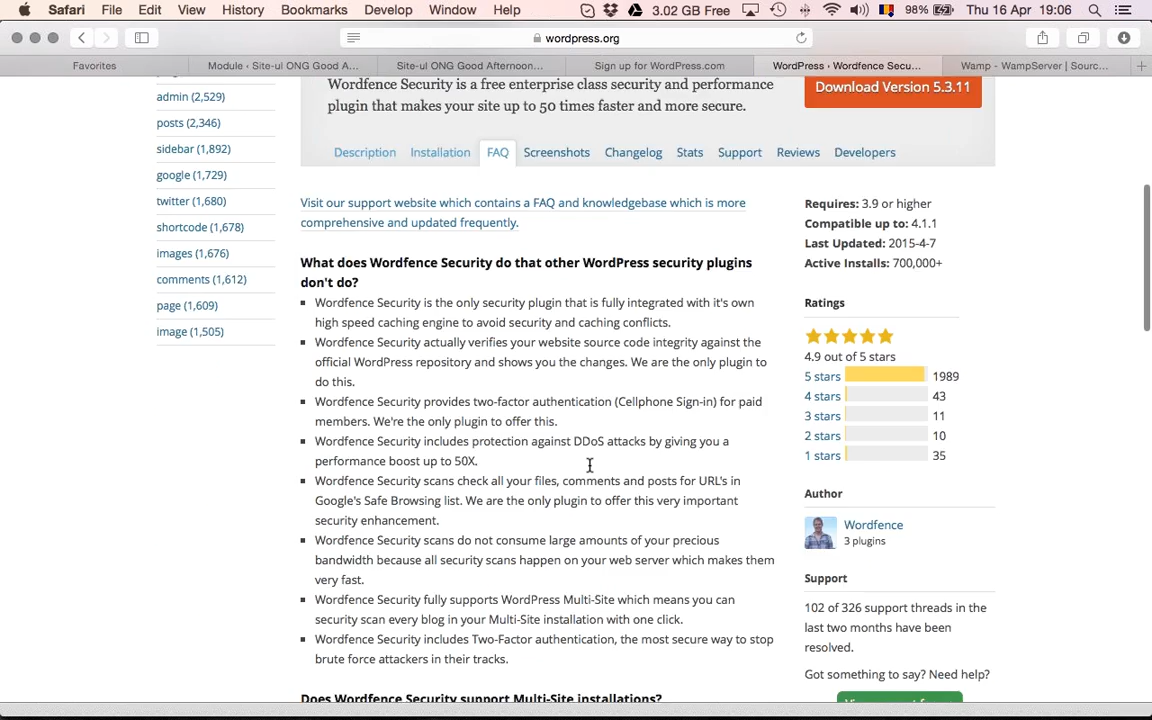 Safari File Edit View History Bookmarks Develop Window Help 3.02 GB Free 98% Thu 16 Apr 19:06
wordpress.org
Favorites Module ‹ Site-ul ONG Good A... Site-ul ONG Good Afternoon... Sign up for WordPress.com WordPress › Wordfence Secu... Wamp - WampServer | Sourc...
admin (2,529)
posts (2,346)
sidebar (1,892)
google (1,729)
twitter (1,680)
shortcode (1,678)
images (1,676)
comments (1,612)
page (1,609)
image (1,505)
Wordfence Security is a free enterprise class security and performance
plugin that makes your site up to 50 times faster and more secure.
Download Version 5.3.11
Description Installation FAQ Screenshots Changelog Stats Support Reviews Developers
Visit our support website which contains a FAQ and knowledgebase which is more
comprehensive and updated frequently.
What does Wordfence Security do that other WordPress security plugins
don't do?
Wordfence Security is the only security plugin that is fully integrated with it's own
high speed caching engine to avoid security and caching conflicts.
Wordfence Security actually verifies your website source code integrity against the
official WordPress repository and shows you the changes. We are the only plugin to
do this.
Wordfence Security provides two-factor authentication (Cellphone Sign-in) for paid
members. We're the only plugin to offer this.
Wordfence Security includes protection against DDoS attacks by giving you a
performance boost up to 50X.
Wordfence Security scans check all your files, comments and posts for URL's in
Google's Safe Browsing list. We are the only plugin to offer this very important
security enhancement.
Wordfence Security scans do not consume large amounts of your precious
bandwidth because all security scans happen on your web server which makes them
very fast.
Wordfence Security fully supports WordPress Multi-Site which means you can
security scan every blog in your Multi-Site installation with one click.
Wordfence Security includes Two-Factor authentication, the most secure way to stop
brute force attackers in their tracks.
Does Wordfence Security support Multi-Site installations?
Requires: 3.9 or higher
Compatible up to: 4.1.1
Last Updated: 2015-4-7
Active Installs: 700,000+
Ratings
4.9 out of 5 stars
5 stars 1989
4 stars 43
3 stars 11
2 stars 10
1 stars 35
Author
Wordfence
3 plugins
Support
102 of 326 support threads in the
last two months have been
resolved.
Got something to say? Need help?